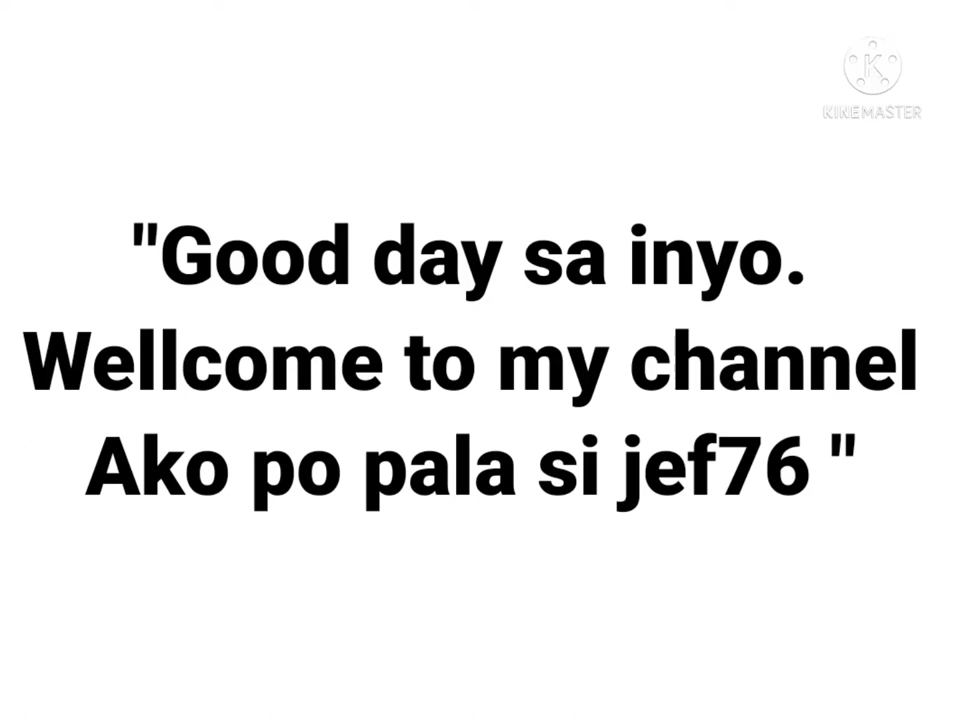 KINEMASTER
"Good day sa inyo.
Wellcome to my channel
Ako po pala si jef76 "